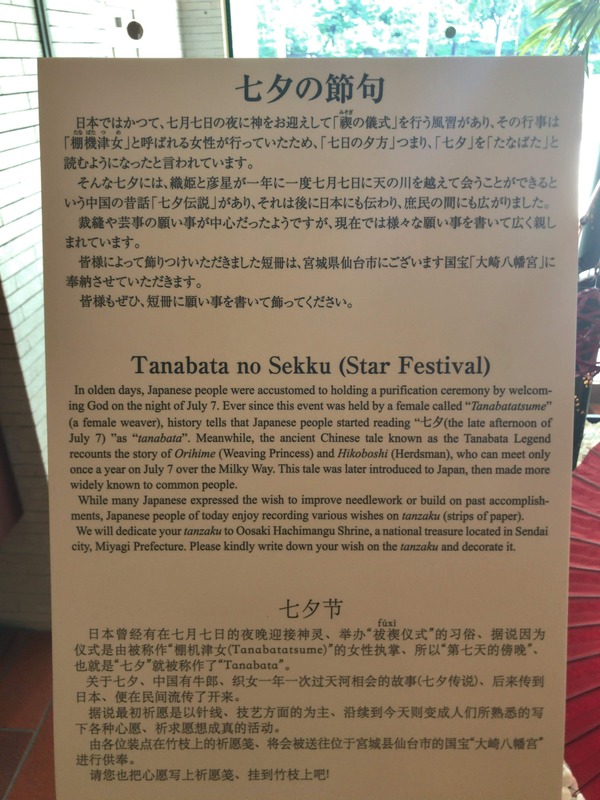 七夕の節句
日本ではかつて、七月七日の夜に神をお迎えして「禊の儀式」を行う風習があり、その行事は
「棚機津女」と呼ばれる女性が行っていたため、「七日の夕方」つまり、「七夕」を「たなばた」と
読むようになったと言われています。
そんな七夕には、織姫と彦星が一年に一度七月七日に天の川を越えて会うことができると
いう中国の昔話「七夕伝説」があり、それは後に日本にも伝わり、庶民の間にも広がりました。
裁縫や芸事の願い事が中心だったようですが、現在では様々な願い事を書いて広く親し
まれています。
皆様によって飾りつけいただきました短冊は、宮城県仙台市にございます国宝「大崎八幡宮」に
奉納させていただきます。
皆様もぜひ、短冊に願い事を書いて飾ってください。
Tanabata no Sekku (Star Festival)
In olden days, Japanese people were accustomed to holding a purification ceremony by welcom-
ing God on the night of July 7. Ever since this event was held by a female called “Tanabatatsume”
(a female weaver), history tells that Japanese people started reading “七夕(the late afternoon of
July 7) ”as “tanabata”. Meanwhile, the ancient Chinese tale known as the Tanabata Legend
recounts the story of Orihime (Weaving Princess) and Hikoboshi (Herdsman), who can meet only
once a year on July 7 over the Milky Way. This tale was later introduced to Japan, then made more
widely known to common people.
While many Japanese expressed the wish to improve needlework or build on past accomplish-
ments, Japanese people of today enjoy recording various wishes on tanzaku (strips of paper).
We will dedicate your tanzaku to Oosaki Hachimangu Shrine, a national treasure located in Sendai
city, Miyagi Prefecture. Please kindly write down your wish on the tanzaku and decorate it.
七夕节
fúxì
日本曾经有在七月七日的夜晚迎接神灵、举办“祓禊仪式”的习俗、据说因为
仪式是由被称作“棚机津女(Tanabatatsume)”的女性执掌、所以“第七天的傍晚”、
也就是“七夕”就被称作了“Tanabata”。
关于七夕、中国有牛郎、织女一年一次过天河相会的故事(七夕传说)、后来传到
日本、便在民间流传了开来。
据说最初祈愿是以针线、技艺方面的为主、沿续到今天则变成人们所熟悉的写
下各种心愿、祈求愿想成真的活动。
由各位装点在竹枝上的祈愿笺、将会被送往位于宫城县仙台市的国宝“大崎八幡宫”
进行供奉。
请您也把心愿写上祈愿笺、挂到竹枝上吧!